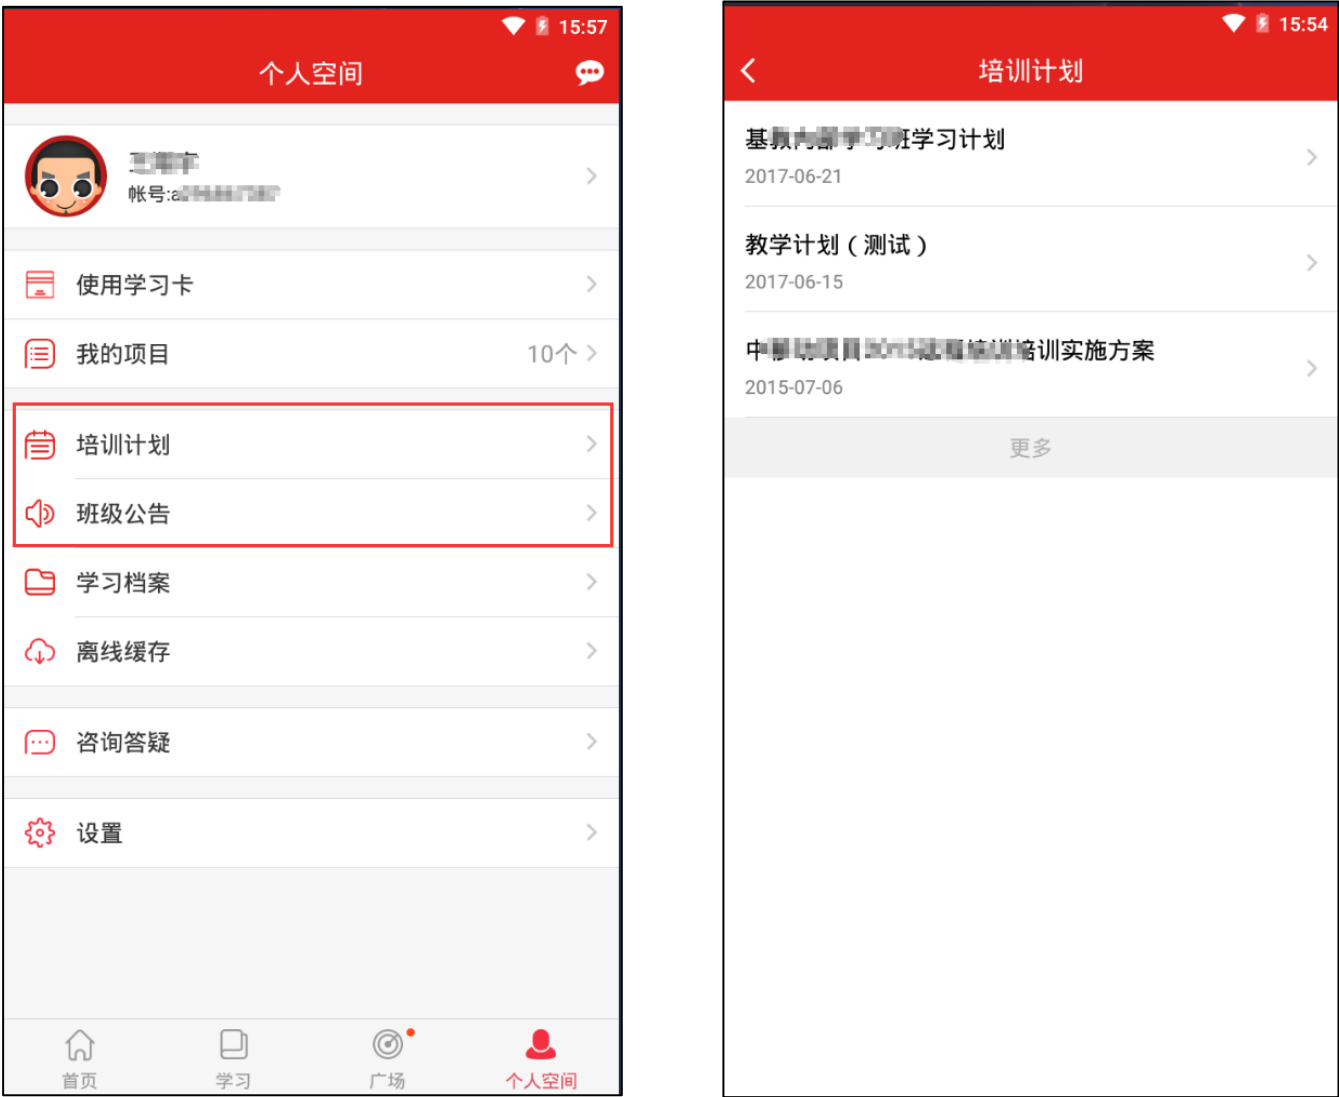 15:57
个人空间
帐号:a
使用学习卡
我的项目
10个
培训计划
班级公告
学习档案
离线缓存
咨询答疑
设置
首页
学习
广场
个人空间
15:54
培训计划
基 班学习计划
2017-06-21
教学计划（测试）
2017-06-15
中 培训实施方案
2015-07-06
更多